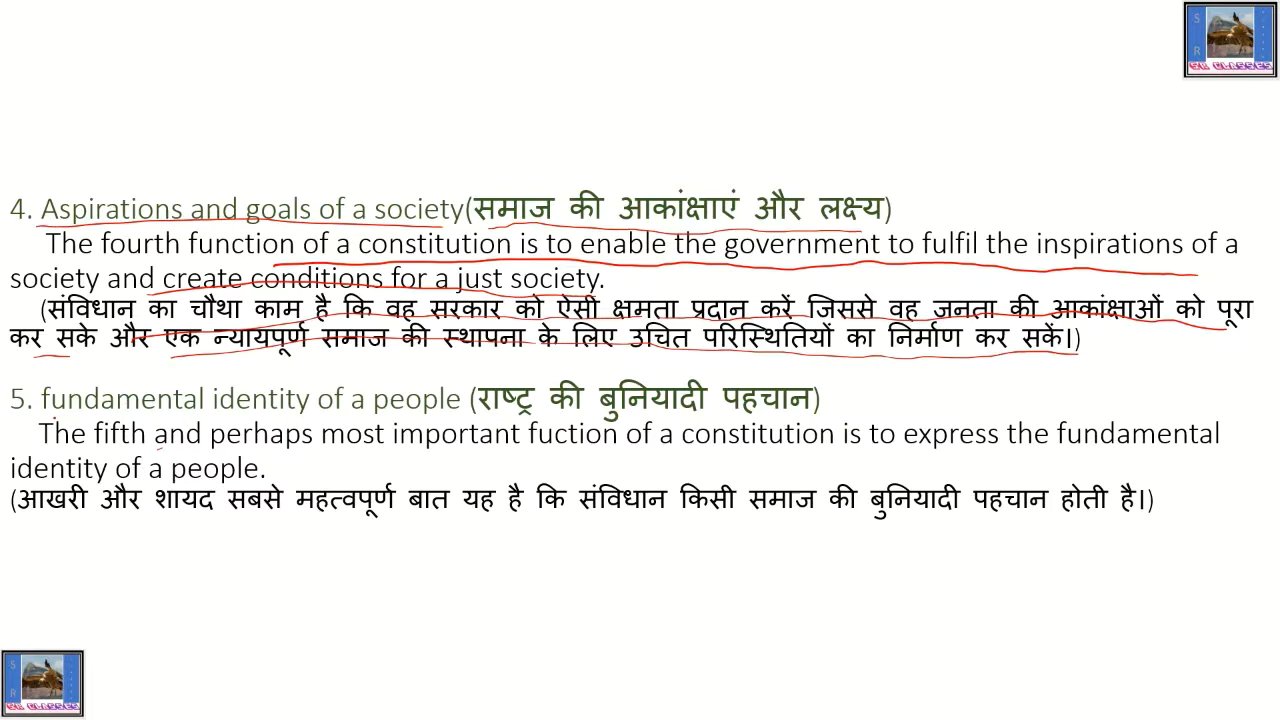 4. Aspirations and goals of a society(समाज की आकांक्षाएं और लक्ष्य)
The fourth function of a constitution is to enable the government to fulfil the inspirations of a
society and create conditions for a just society.
(संविधान का चौथा काम है कि वह सरकार को ऐसी क्षमता प्रदान करें जिससे वह जनता की आकांक्षाओं को पूरा
कर सके और एक न्यायपूर्ण समाज की स्थापना के लिए उचित परिस्थितियों का निर्माण कर सकें।)
5. fundamental identity of a people (राष्ट्र की बुनियादी पहचान)
The fifth and perhaps most important fuction of a constitution is to express the fundamental
identity of a people.
(आखरी और शायद सबसे महत्वपूर्ण बात यह है कि संविधान किसी समाज की बुनियादी पहचान होती है।)
S
R
SR CLASSES
S
R
SR CLASSES